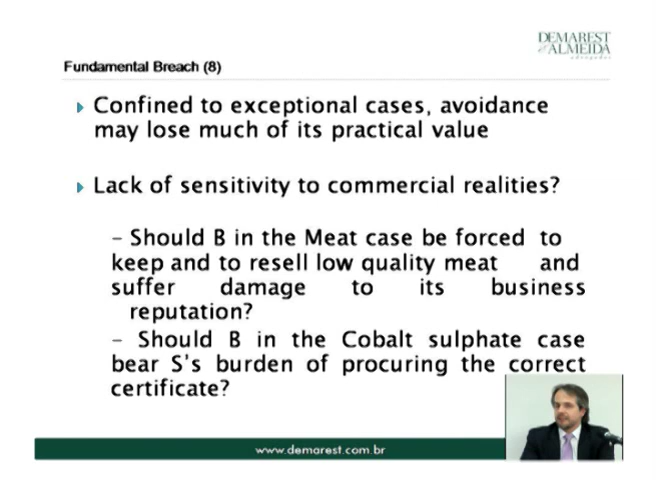 DEMAREST
& ALMEIDA
advogados
Fundamental Breach (8)
Confined to exceptional cases, avoidance
may lose much of its practical value
Lack of sensitivity to commercial realities?
– Should B in the Meat case be forced to
keep and to resell low quality meat and
suffer damage to its business
reputation?
– Should B in the Cobalt sulphate case
bear S's burden of procuring the correct
certificate?
www.demarest.com.br